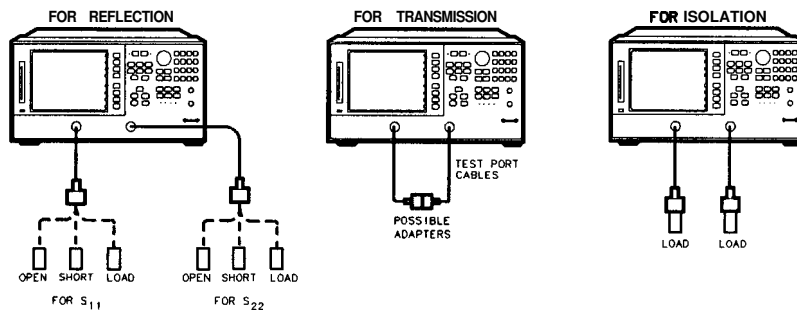 FOR REFLECTION
FOR TRANSMISSION
FOR ISOLATION
TEST PORT
CABLES
POSSIBLE
ADAPTERS
LOAD LOAD
OPEN SHORT LOAD
OPEN SHORT LOAD
FOR S11
FOR S22